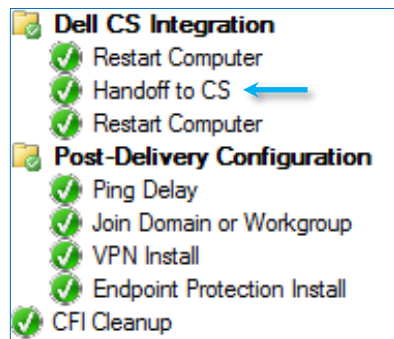 Dell CS Integration
Restart Computer
Handoff to CS
Restart Computer
Post-Delivery Configuration
Ping Delay
Join Domain or Workgroup
VPN Install
Endpoint Protection Install
CFI Cleanup